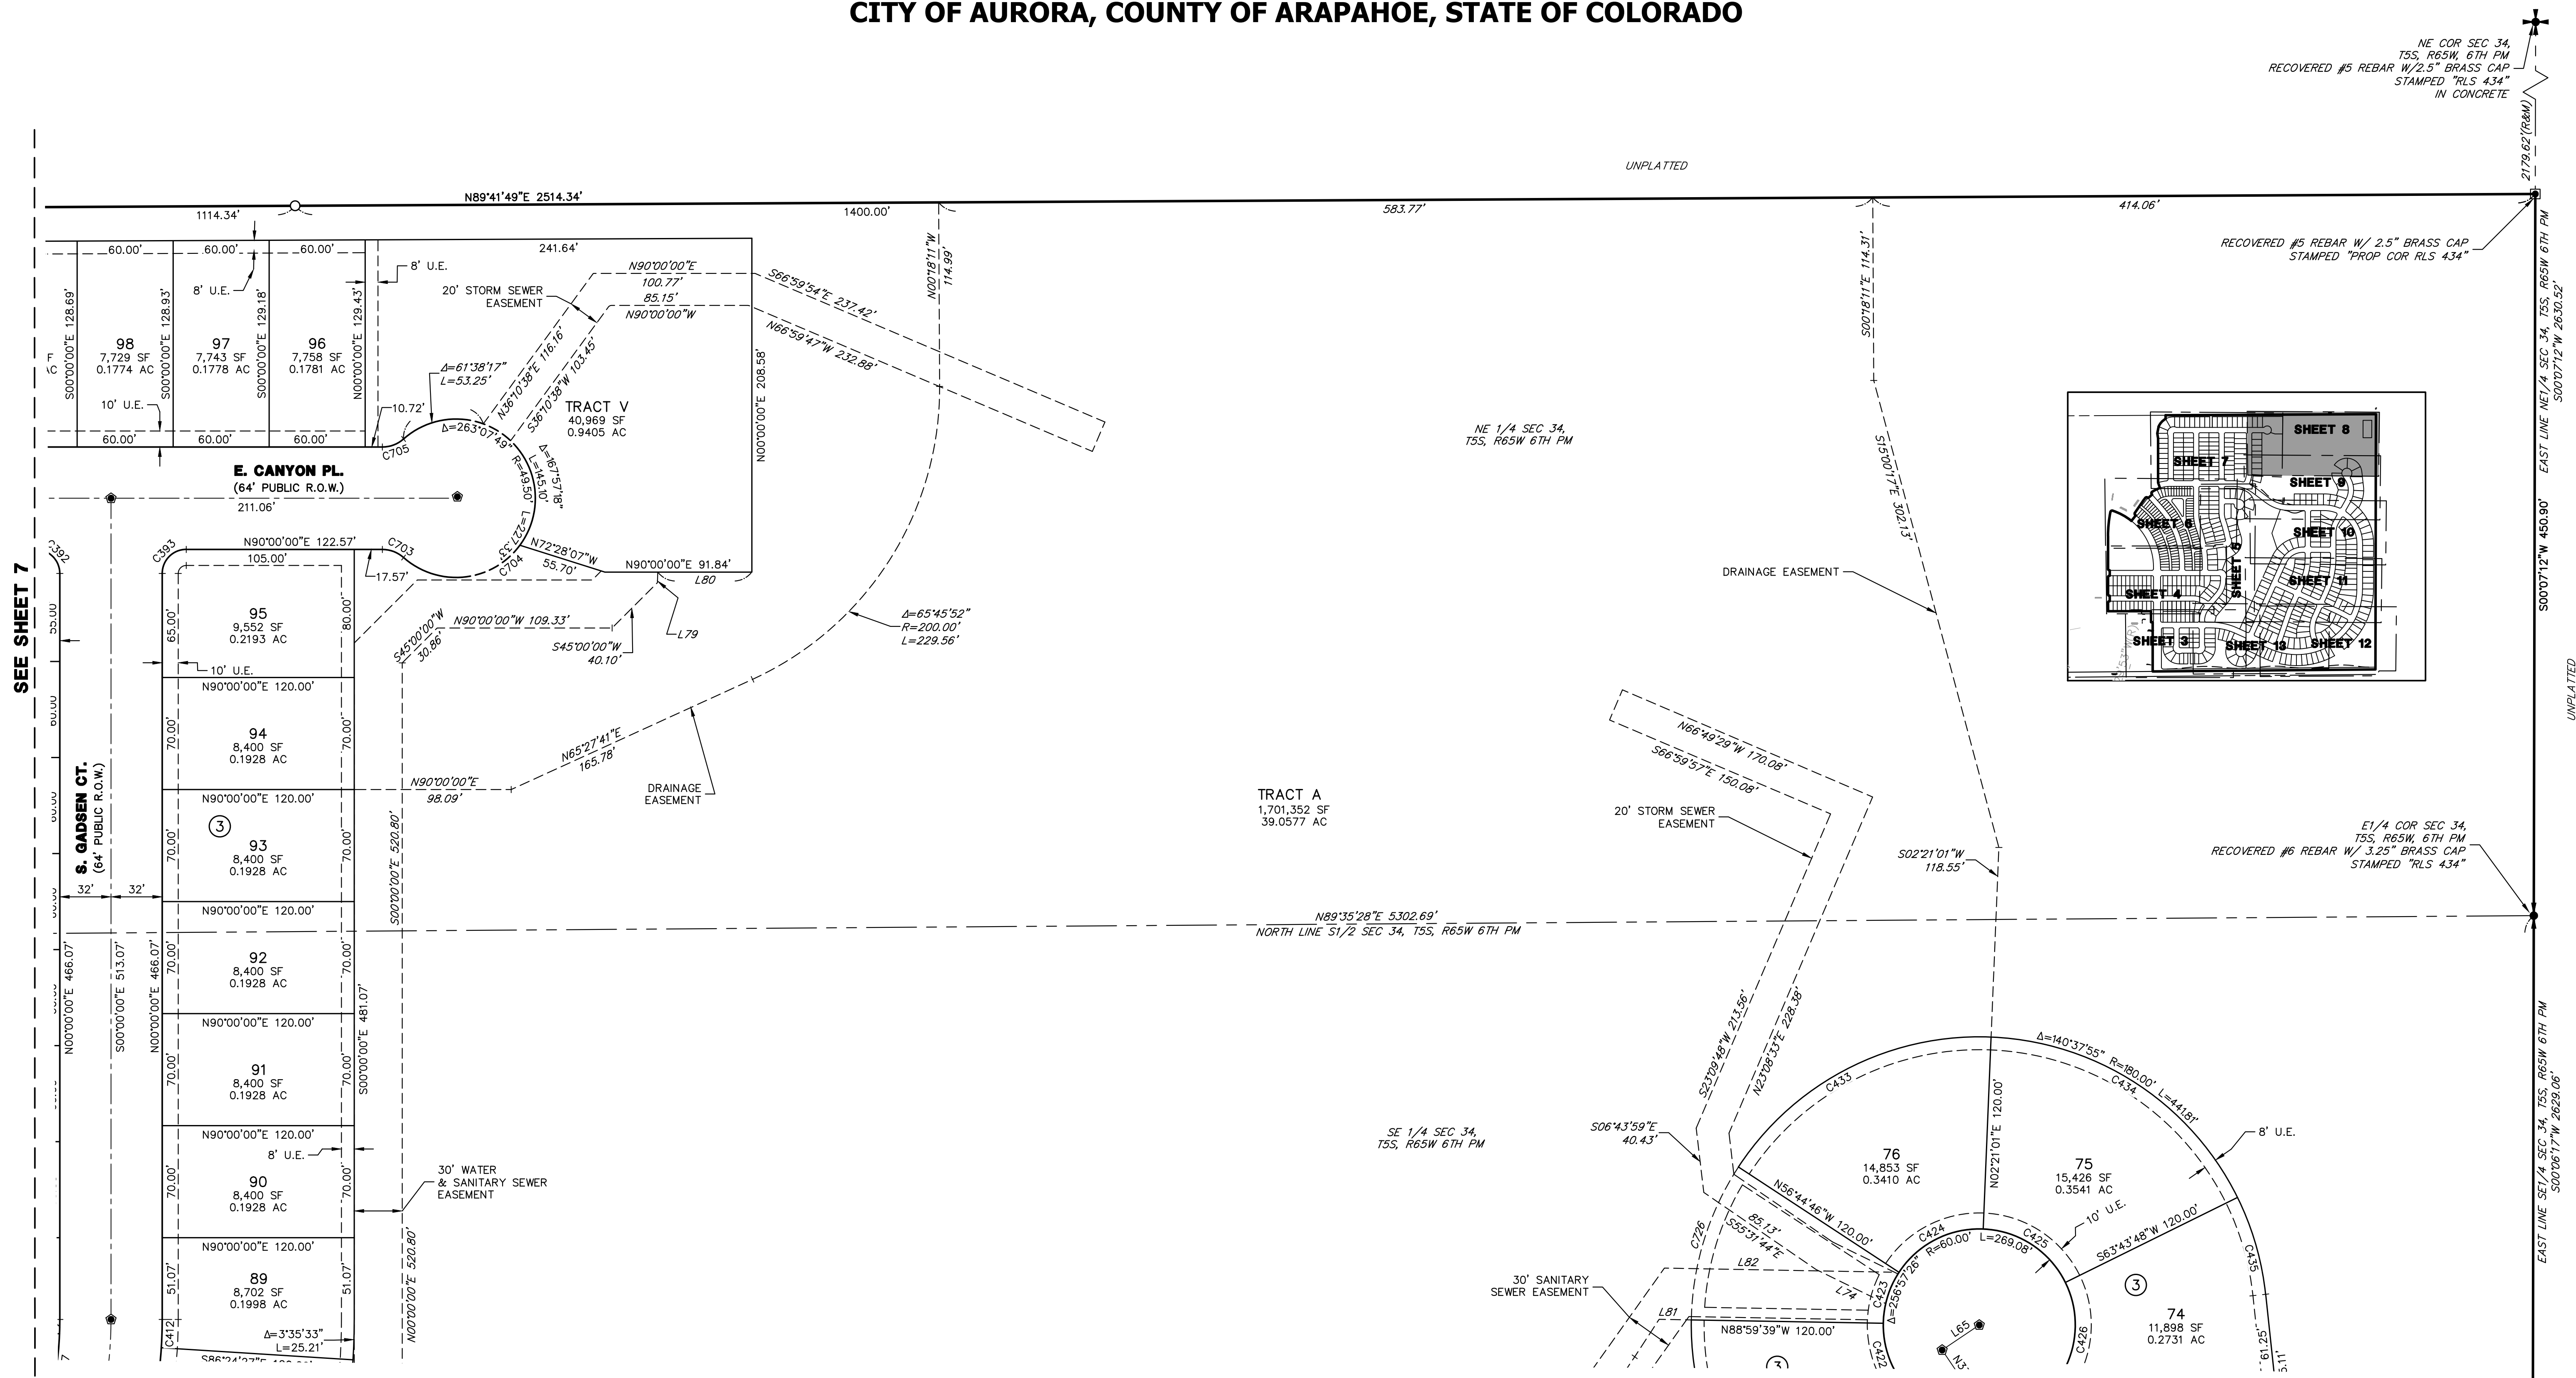 CITY OF AURORA, COUNTY OF ARAPAHOE, STATE OF COLORADO
NE COR SEC 34,
T5S, R65W, 6TH PM
RECOVERED #5 REBAR W/2.5" BRASS CAP
STAMPED "RLS 434"
IN CONCRETE
2179.62'(R&M)
UNPLATTED
N89°41'49"E 2514.34'
1114.34'
1400.00'
583.77'
414.06'
RECOVERED #5 REBAR W/ 2.5" BRASS CAP
STAMPED "PROP COR RLS 434"
EAST LINE NE1/4 SEC 34, T5S, R65W 6TH PM
S00°07'12"W 2630.52'
S00°07'12"W 450.90'
UNPLATTED
60.00'
60.00'
60.00'
241.64'
8' U.E.
8' U.E.
S00°00'00"E 128.69'
S00°00'00"E 128.93'
S00°00'00"E 129.18'
N00°00'00"E 129.43'
98
7,729 SF
0.1774 AC
97
7,743 SF
0.1778 AC
96
7,758 SF
0.1781 AC
10' U.E.
60.00'
60.00'
60.00'
10.72'
C705
20' STORM SEWER
EASEMENT
N90°00'00"E
100.77'
85.15'
N90°00'00"W
S66°59'54"E 237.42'
N66°59'47"W 232.88'
N36°10'38"E 116.16'
S36°10'38"W 103.45'
Δ=61°38'17"
L=53.25'
Δ=263°07'49"
R=49.50'
L=227.33'
Δ=167°57'18"
L=145.10'
TRACT V
40,969 SF
0.9405 AC
N00°00'00"E 208.58'
N00°18'11"W
114.99'
S00°18'11"E 114.31'
S15°00'17"E 302.13'
NE 1/4 SEC 34,
T5S, R65W 6TH PM
E. CANYON PL.
(64' PUBLIC R.O.W.)
211.06'
C392
C393
N90°00'00"E 122.57'
105.00'
C703
17.57'
C704
N72°28'07"W
55.70'
N90°00'00"E 91.84'
L80
L79
S45°00'00"W
30.86'
N90°00'00"W 109.33'
S45°00'00"W
40.10'
Δ=65°45'52"
R=200.00'
L=229.56'
DRAINAGE EASEMENT
SHEET 8
SHEET 7
SHEET 9
SHEET 6
SHEET 10
SHEET 5
SHEET 11
SHEET 4
SHEET 3
SHEET 13
SHEET 12
SEE SHEET 7
55.00
95
9,552 SF
0.2193 AC
65.00'
80.00'
10' U.E.
N90°00'00"E 120.00'
60.00
94
8,400 SF
0.1928 AC
70.00'
70.00'
N90°00'00"E 120.00'
N90°00'00"E
98.09'
N65°27'41"E
165.78'
DRAINAGE
EASEMENT
S. GADSEN CT.
(64' PUBLIC R.O.W.)
3
93
8,400 SF
0.1928 AC
70.00'
70.00'
32'
32'
N90°00'00"E 120.00'
S00°00'00"E 520.80'
TRACT A
1,701,352 SF
39.0577 AC
N66°49'29"W 170.08'
S66°59'57"E 150.08'
20' STORM SEWER
EASEMENT
S02°21'01"W
118.55'
E1/4 COR SEC 34,
T5S, R65W, 6TH PM
RECOVERED #6 REBAR W/ 3.25" BRASS CAP
STAMPED "RLS 434"
N89°35'28"E 5302.69'
NORTH LINE S1/2 SEC 34, T5S, R65W 6TH PM
N00°00'00"E 466.07'
S00°00'00"E 513.07'
N00°00'00"E 466.07'
92
8,400 SF
0.1928 AC
70.00'
70.00'
N90°00'00"E 120.00'
S00°00'00"E 481.07'
91
8,400 SF
0.1928 AC
70.00'
70.00'
N90°00'00"E 120.00'
8' U.E.
90
8,400 SF
0.1928 AC
70.00'
70.00'
30' WATER
& SANITARY SEWER
EASEMENT
N90°00'00"E 120.00'
89
8,702 SF
0.1998 AC
51.07'
51.07'
N00°00'00"E 520.80'
C412
Δ=3°35'33"
L=25.21'
S23°09'48"W 213.56'
N23°08'33"E 228.38'
SE 1/4 SEC 34,
T5S, R65W 6TH PM
S06°43'59"E
40.43'
C433
Δ=140°37'55" R=180.00' L=441.81'
C434
8' U.E.
EAST LINE SE1/4 SEC 34, T5S, R65W 6TH PM
S00°06'17"W 2629.06'
76
14,853 SF
0.3410 AC
N02°21'01"E 120.00'
75
15,426 SF
0.3541 AC
10' U.E.
N56°44'46"W 120.00'
85.13'
S55°31'44"E
C726
C424
C425
R=60.00' L=269.08'
Δ=256°57'26"
S63°43'48"W 120.00'
C435
L82
L74
C423
30' SANITARY
SEWER EASEMENT
L81
N88°59'39"W 120.00'
3
C422
L65
C426
3
74
11,898 SF
0.2731 AC
61.25'